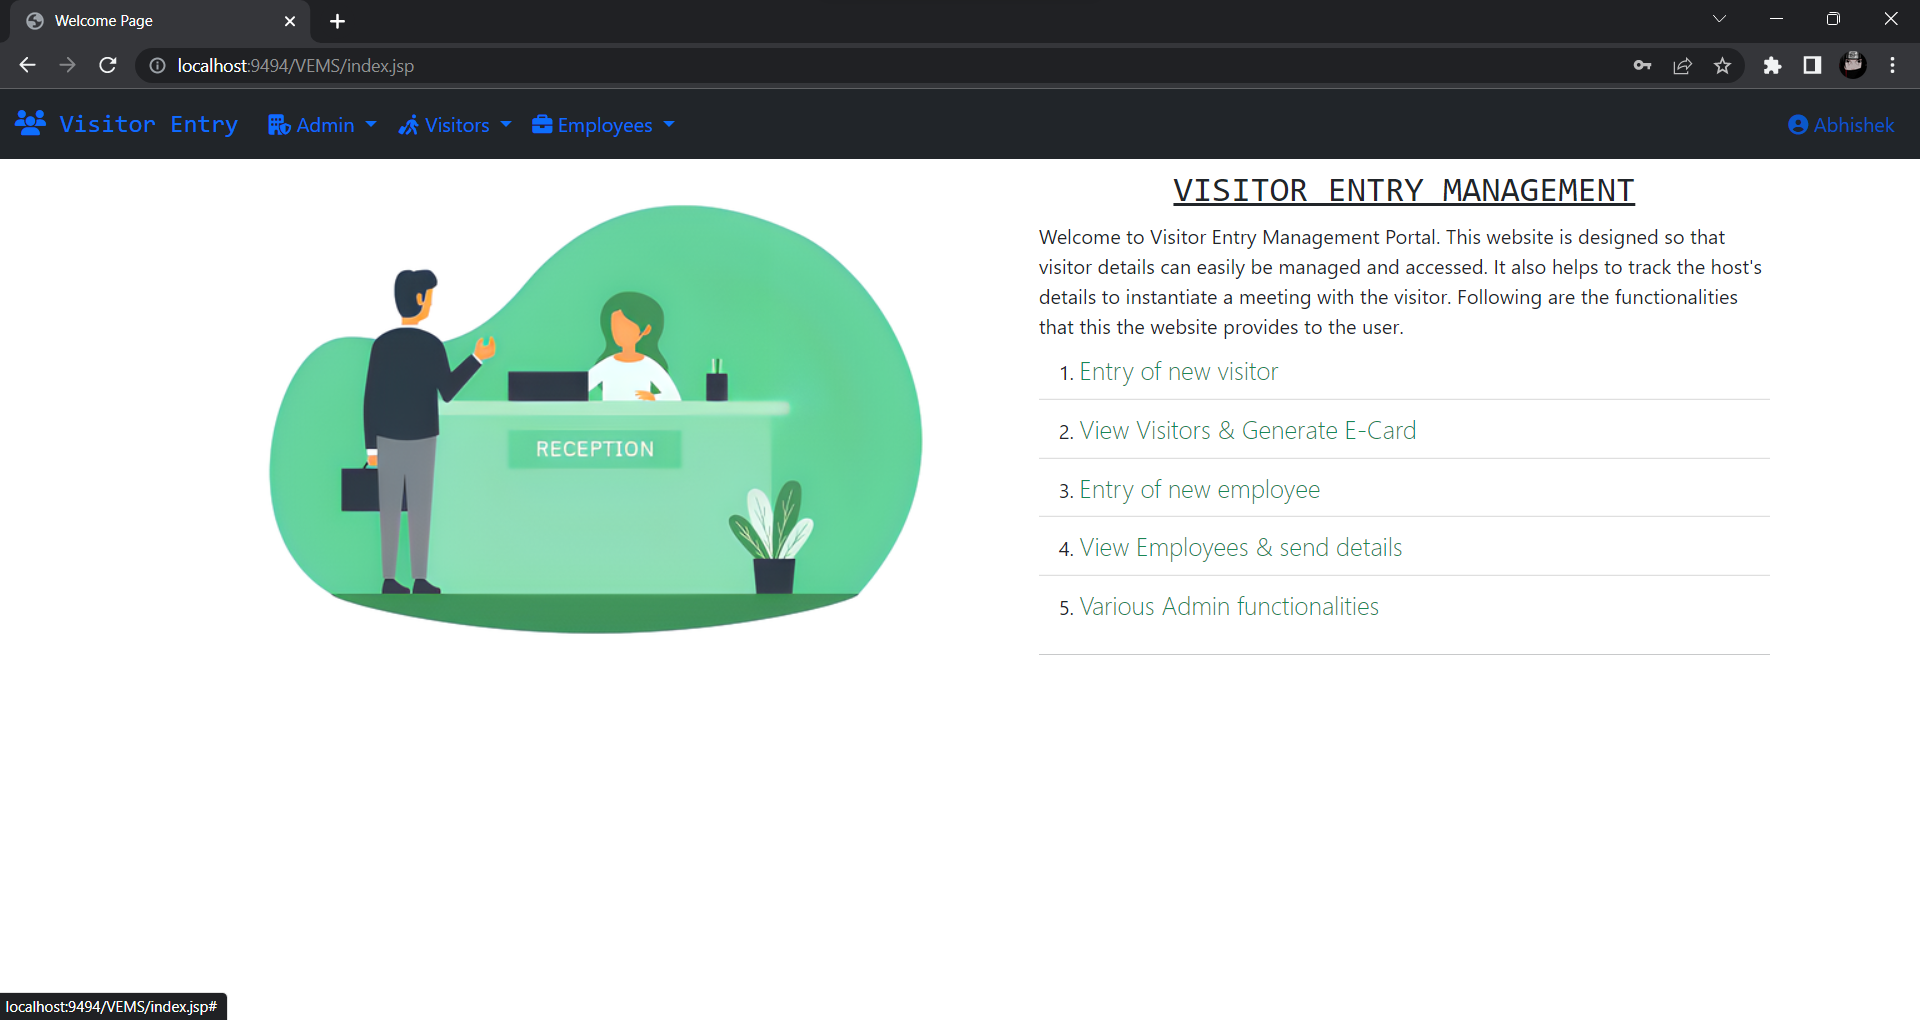 Welcome Page
localhost:9494/VEMS/index.jsp
Visitor Entry Admin Visitors Employees Abhishek
RECEPTION
VISITOR ENTRY MANAGEMENT
Welcome to Visitor Entry Management Portal. This website is designed so that
visitor details can easily be managed and accessed. It also helps to track the host's
details to instantiate a meeting with the visitor. Following are the functionalities
that this the website provides to the user.
1. Entry of new visitor
2. View Visitors & Generate E-Card
3. Entry of new employee
4. View Employees & send details
5. Various Admin functionalities
localhost:9494/VEMS/index.jsp#